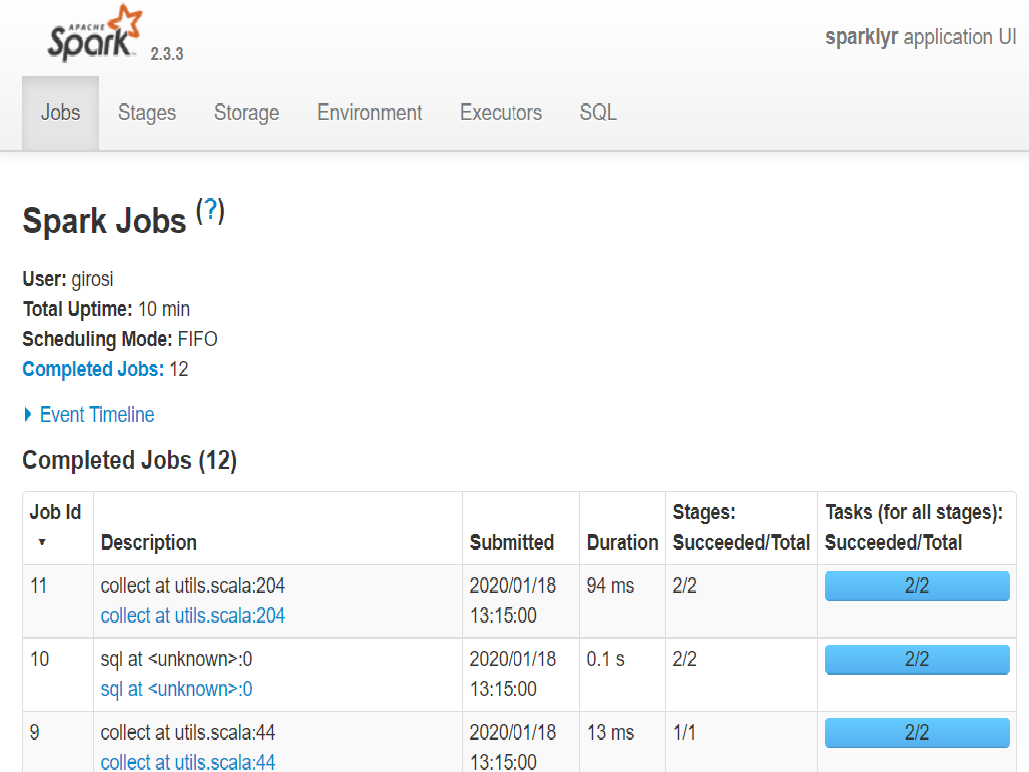 APACHE
Spark 2.3.3
sparklyr application UI
Jobs Stages Storage Environment Executors SQL
Spark Jobs (?)
User: girosi
Total Uptime: 10 min
Scheduling Mode: FIFO
Completed Jobs: 12
Event Timeline
Completed Jobs (12)
Job Id ▾ Description Submitted Duration Stages: Succeeded/Total Tasks (for all stages): Succeeded/Total
11 collect at utils.scala:204 2020/01/18 94 ms 2/2 2/2
collect at utils.scala:204 13:15:00
10 sql at <unknown>:0 2020/01/18 0.1 s 2/2 2/2
sql at <unknown>:0 13:15:00
9 collect at utils.scala:44 2020/01/18 13 ms 1/1 2/2
collect at utils.scala:44 13:15:00